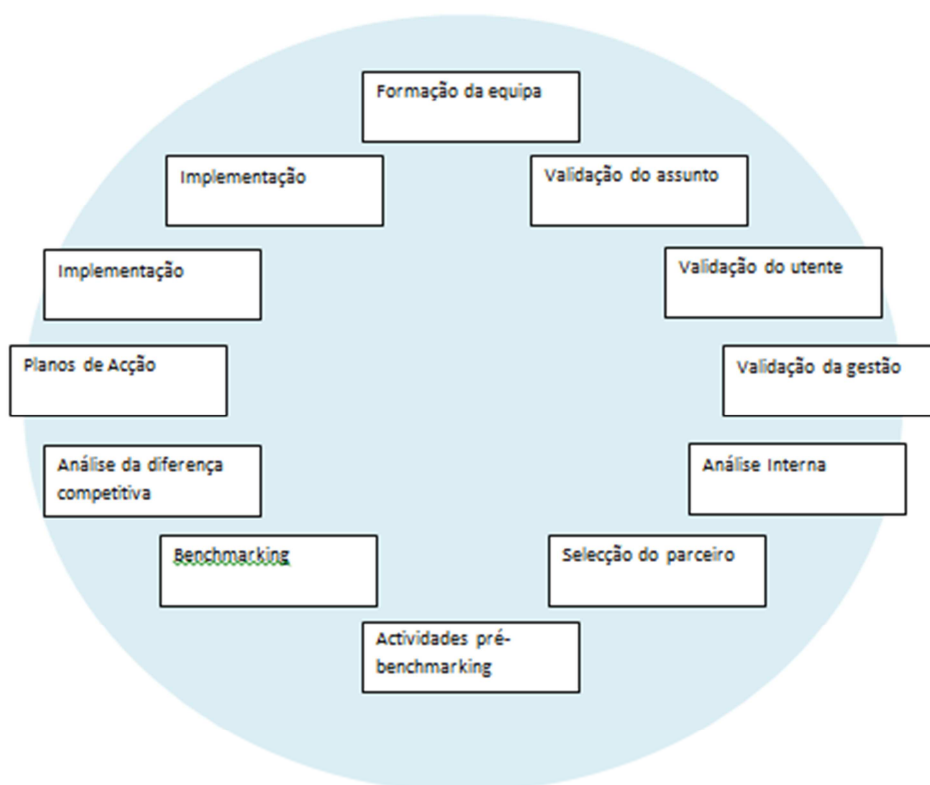 Formação da equipa
Implementação
Validação do assunto
Implementação
Validação do utente
Planos de Acção
Validação da gestão
Análise da diferença
competitiva
Análise Interna
Benchmarking
Selecção do parceiro
Actividades pré-
benchmarking